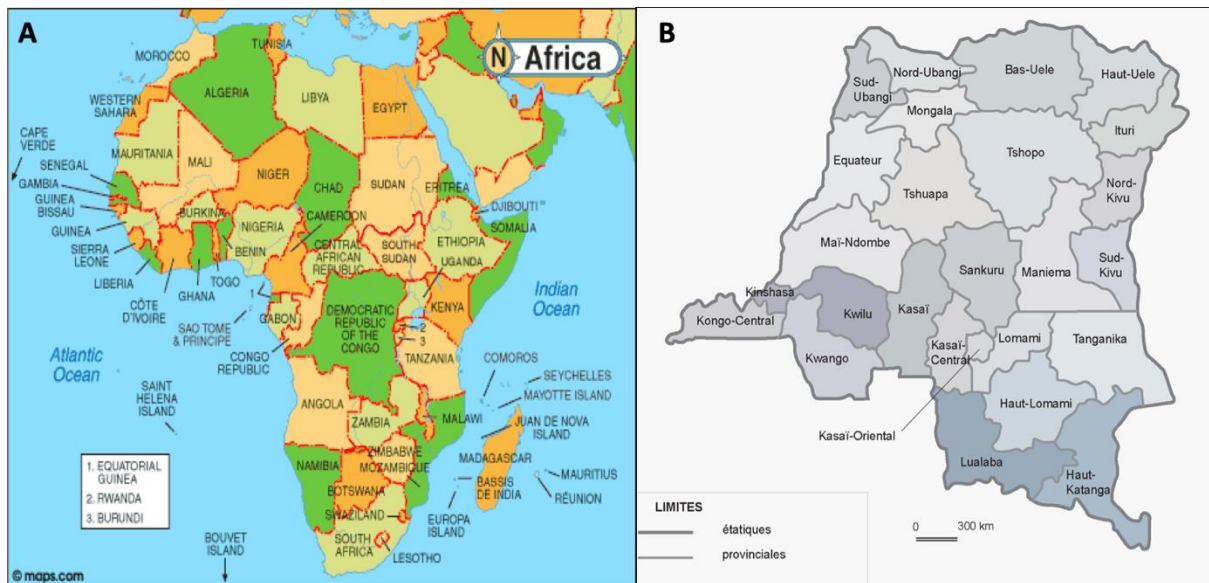 A
N Africa
MOROCCO
TUNISIA
ALGERIA
LIBYA
EGYPT
WESTERN
SAHARA
CAPE
VERDE
MAURITANIA
MALI
NIGER
CHAD
SUDAN
ERITREA
SENEGAL
GAMBIA
GUINEA
BISSAU
GUINEA
SIERRA
LEONE
LIBERIA
CÔTE
D'IVOIRE
GHANA
TOGO
BENIN
BURKINA
NIGERIA
CAMEROON
CENTRAL
AFRICAN
REPUBLIC
SOUTH
SUDAN
ETHIOPIA
DJIBOUTI
SOMALIA
UGANDA
KENYA
1
GABON
SAO TOME
& PRINCIPE
CONGO
REPUBLIC
DEMOCRATIC
REPUBLIC
OF THE
CONGO
2
3
TANZANIA
Indian
Ocean
Atlantic
Ocean
SAINT
HELENA
ISLAND
COMOROS
SEYCHELLES
MAYOTTE ISLAND
JUAN DE NOVA
ISLAND
ANGOLA
ZAMBIA
MALAWI
ZIMBABWE
MOZAMBIQUE
MADAGASCAR
BASSIS
DE INDIA
MAURITIUS
RÉUNION
EUROPA
ISLAND
NAMIBIA
BOTSWANA
SWAZILAND
SOUTH
AFRICA
LESOTHO
1. EQUATORIAL
GUINEA
2. RWANDA
3. BURUNDI
BOUVET
ISLAND
© maps.com
B
Nord-Ubangi
Sud-
Ubangi
Bas-Uele
Haut-Uele
Mongala
Ituri
Equateur
Tshopo
Tshuapa
Nord-
Kivu
Maï-Ndombe
Sankuru
Maniema
Sud-
Kivu
Kinshasa
Kongo-Central
Kwilu
Kasaï
Kwango
Kasaï-
Central
Lomami
Tanganika
Haut-Lomami
Kasaï-Oriental
Lualaba
Haut-
Katanga
LIMITES
étatiques
provinciales
0 300 km